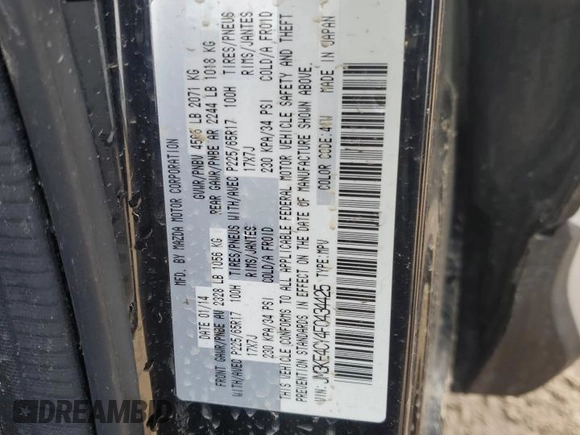 MFD. BY MAZDA MOTOR CORPORATION
DATE 01/14 GVWR/PNBV 4566 LB 2071 KG
FRONT GAWR/PNBE AV 2328 LB 1056 KG REAR GAWR/PNBE AR 2244 LB 1018 KG
WITH/AVEC P225/65R17 100H TIRES/PNEUS WITH/AVEC P225/65R17 100H TIRES/PNEUS
17X7J RIMS/JANTES 17X7J RIMS/JANTES
230 KPA/34 PSI COLD/A FROID 230 KPA/34 PSI COLD/A FROID
THIS VEHICLE CONFORMS TO ALL APPLICABLE FEDERAL MOTOR VEHICLE SAFETY AND THEFT
PREVENTION STANDARDS IN EFFECT ON DATE OF MANUFACTURE SHOWN ABOVE.
VIN: JM3KE4CY4F0434425 TYPE:MPV COLOR CODE:41W MADE IN JAPAN
DREAMBID